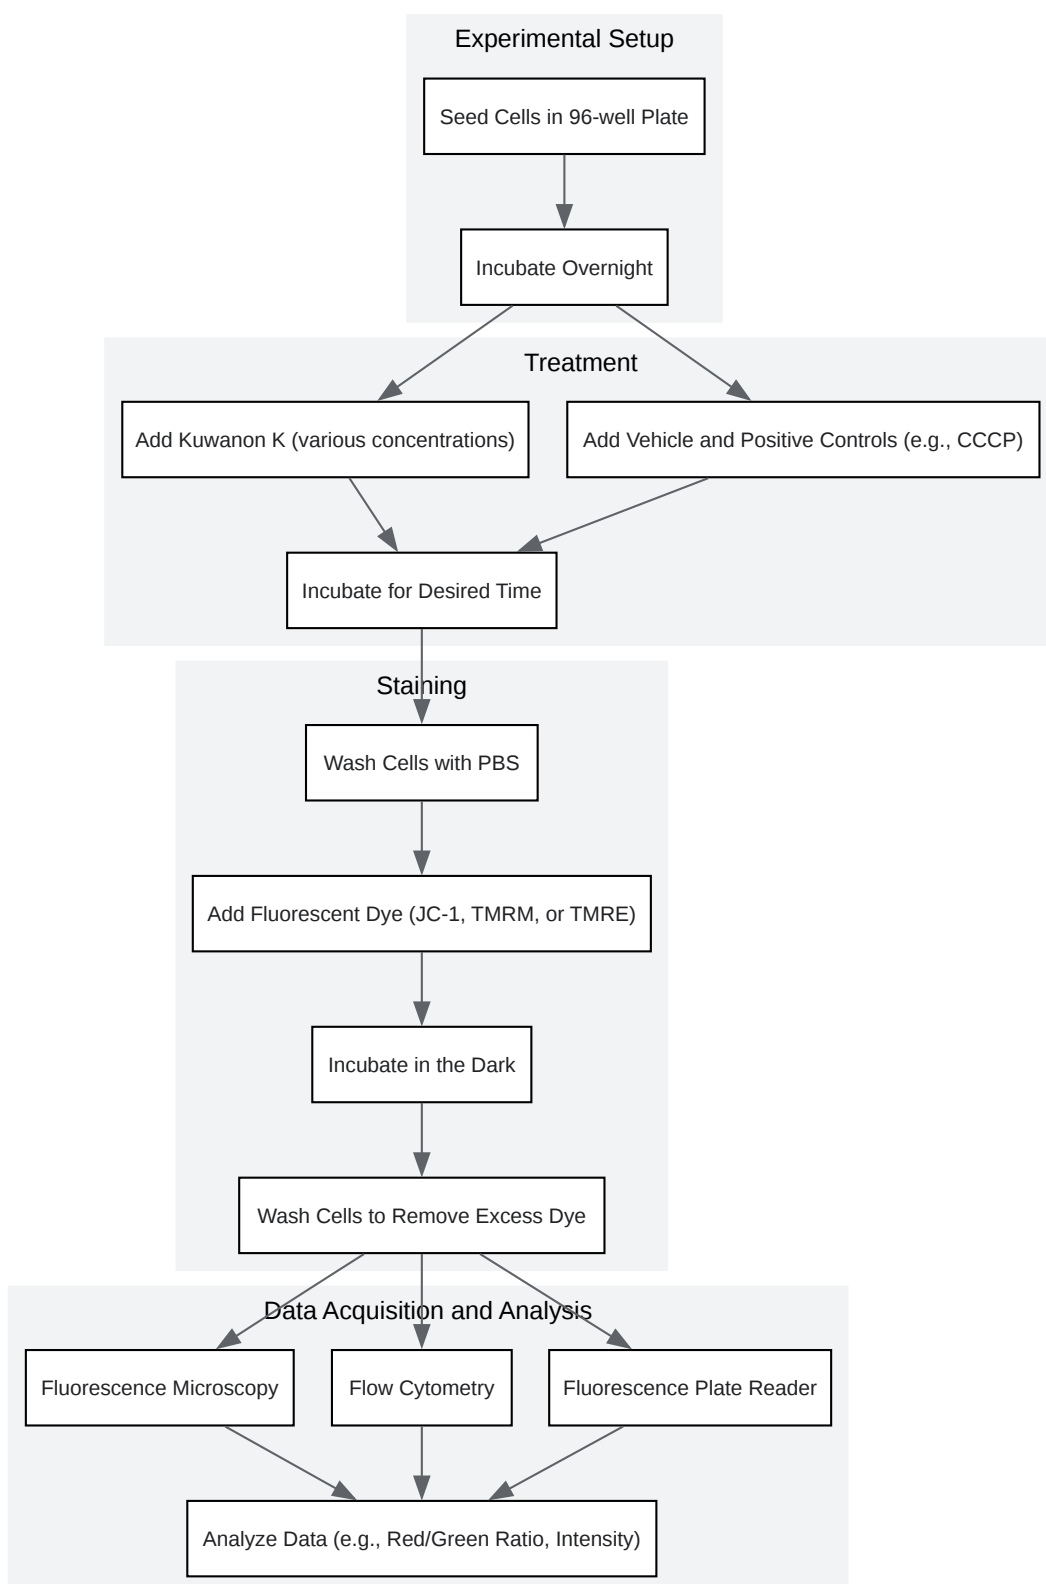 Experimental Setup
Seed Cells in 96-well Plate
Incubate Overnight
Treatment
Add Kuwanon K (various concentrations)
Add Vehicle and Positive Controls (e.g., CCCP)
Incubate for Desired Time
Staining
Wash Cells with PBS
Add Fluorescent Dye (JC-1, TMRM, or TMRE)
Incubate in the Dark
Wash Cells to Remove Excess Dye
Data Acquisition and Analysis
Fluorescence Microscopy
Flow Cytometry
Fluorescence Plate Reader
Analyze Data (e.g., Red/Green Ratio, Intensity)